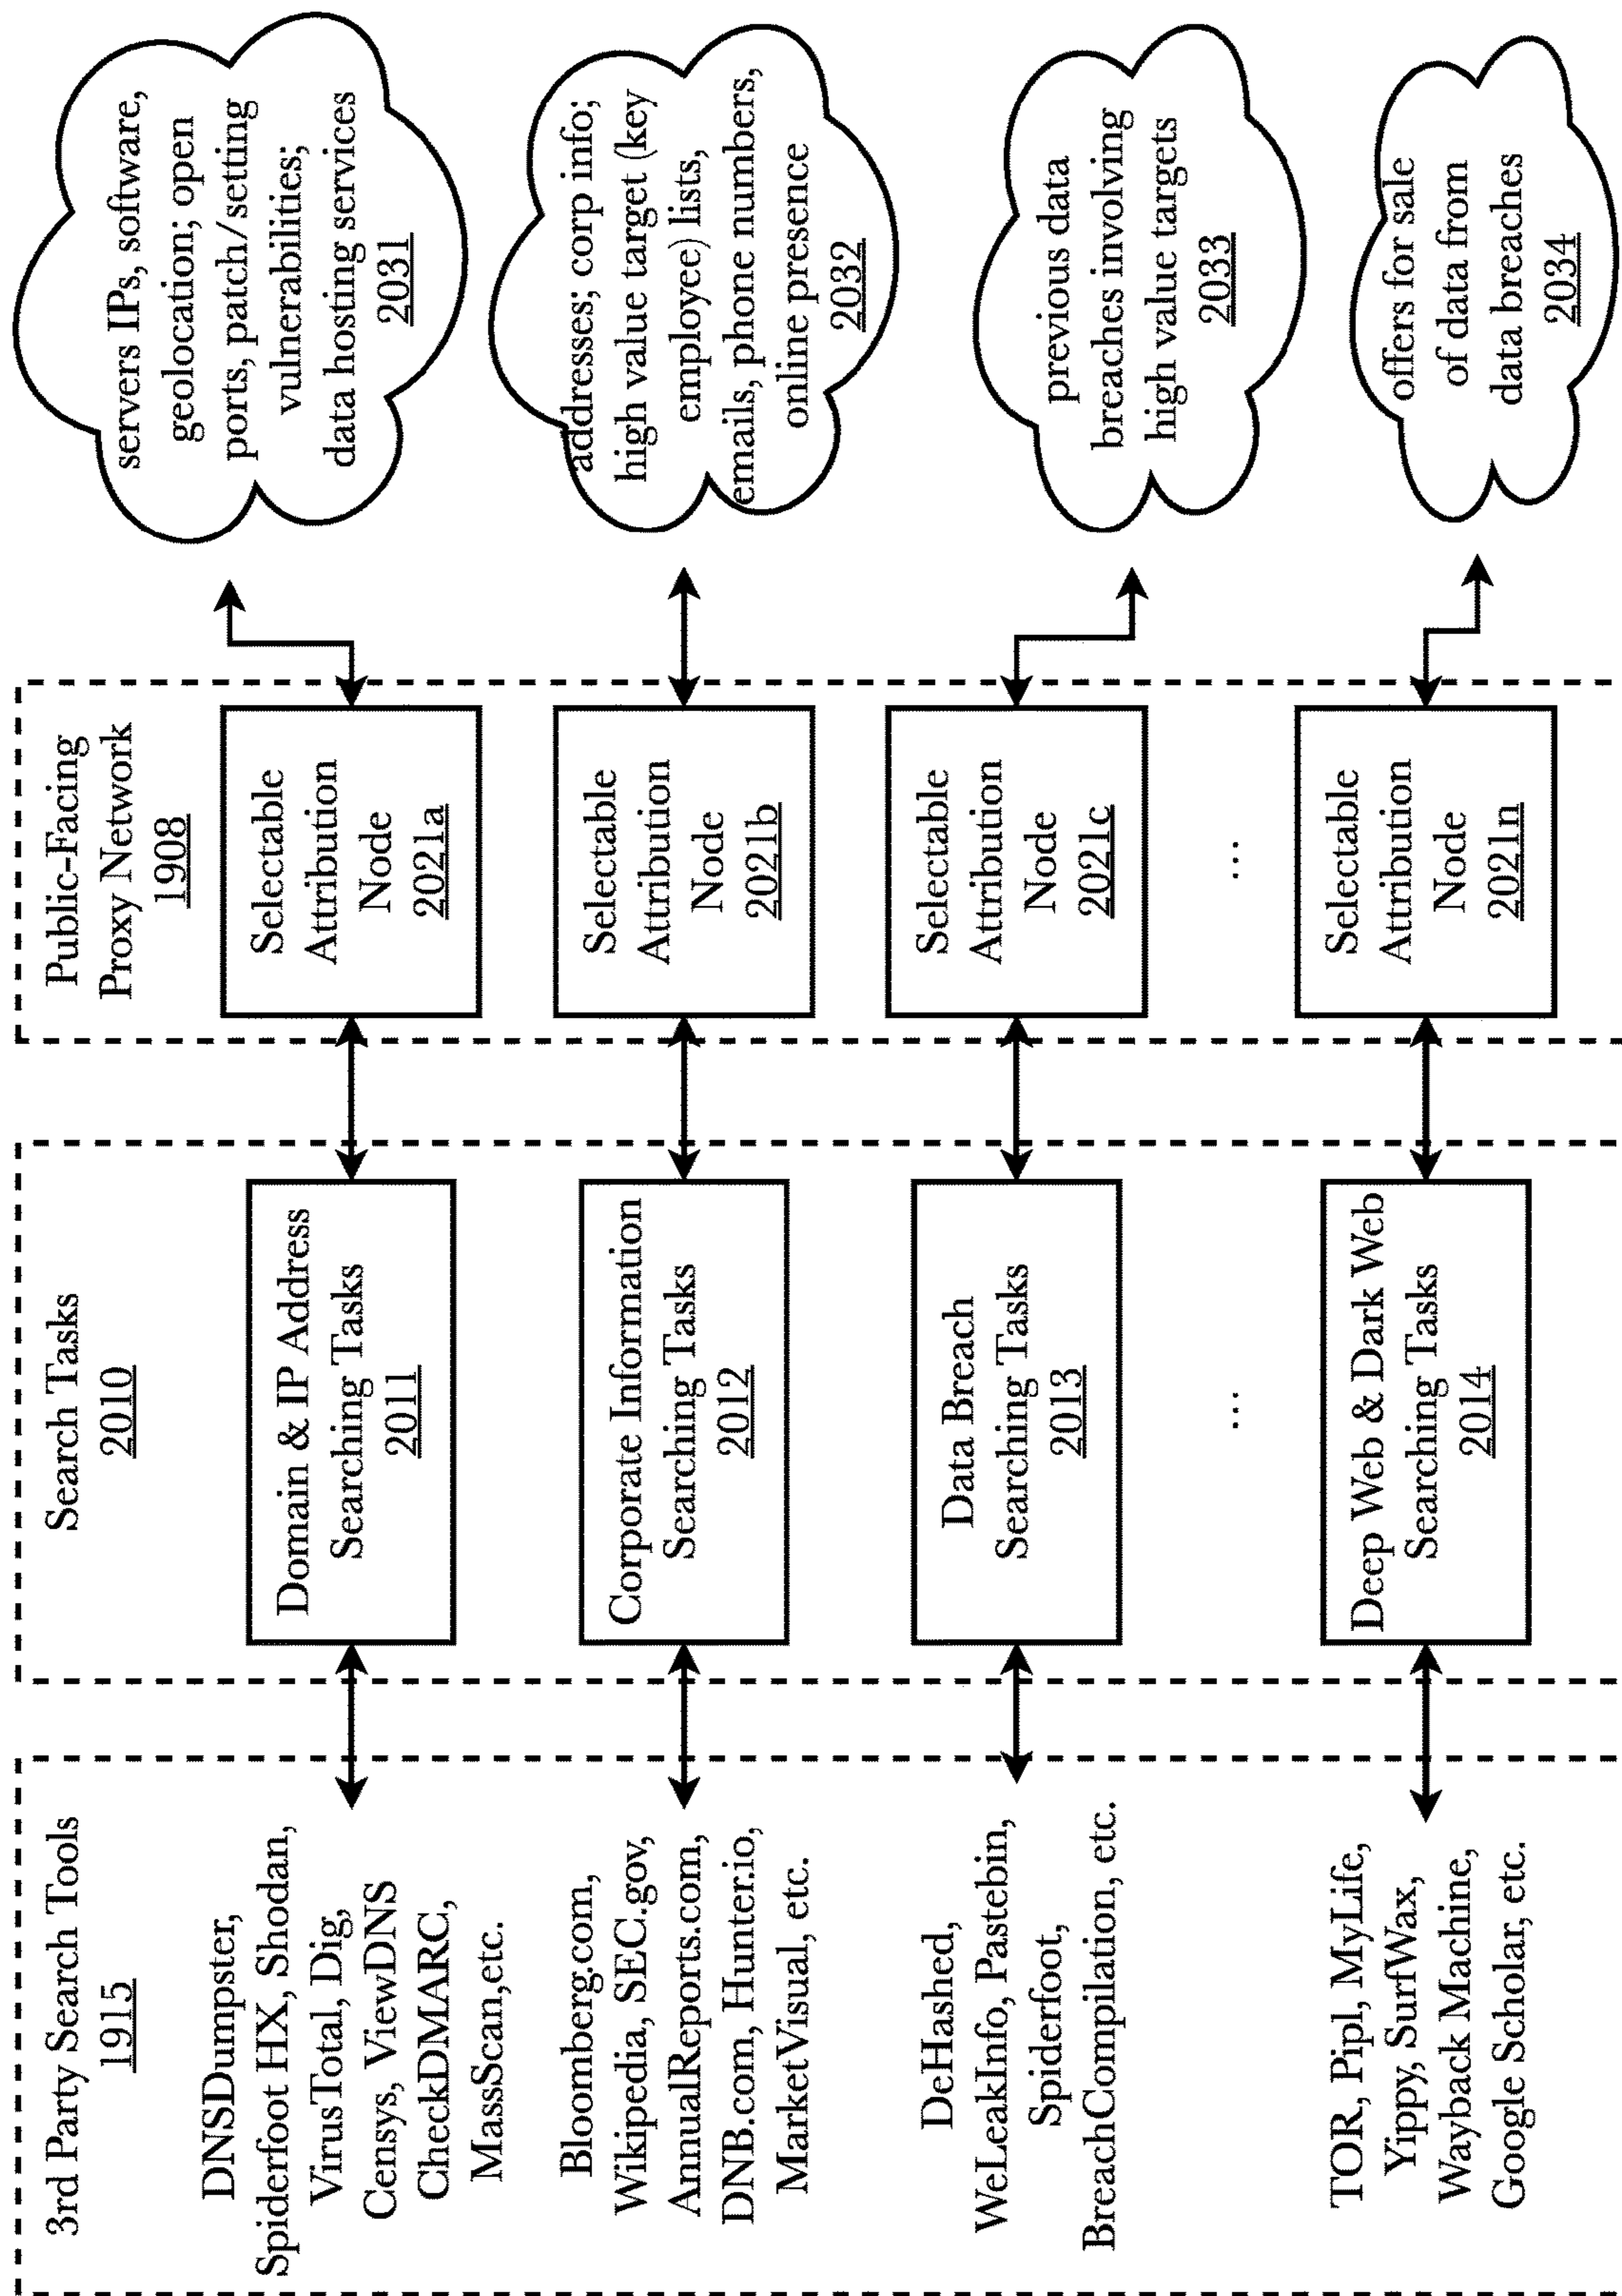 3rd Party Search Tools
1915
DNSDumpster,
Spiderfoot HX, Shodan,
VirusTotal, Dig,
Censys, ViewDNS
CheckDMARC,
MassScan,etc.
Bloomberg.com,
Wikipedia, SEC.gov,
AnnualReports.com,
DNB.com, Hunter.io,
MarketVisual, etc.
DeHashed,
WeLeakInfo, Pastebin,
Spiderfoot,
BreachCompilation, etc.
TOR, Pipl, MyLife,
Yippy, SurfWax,
Wayback Machine,
Google Scholar, etc.
Search Tasks
2010
Domain & IP Address
Searching Tasks
2011
Corporate Information
Searching Tasks
2012
Data Breach
Searching Tasks
2013
...
Deep Web & Dark Web
Searching Tasks
2014
Public-Facing
Proxy Network
1908
Selectable
Attribution
Node
2021a
Selectable
Attribution
Node
2021b
Selectable
Attribution
Node
2021c
...
Selectable
Attribution
Node
2021n
servers IPs, software,
geolocation; open
ports, patch/setting
vulnerabilities;
data hosting services
2031
addresses; corp info;
high value target (key
employee) lists,
emails, phone numbers,
online presence
2032
previous data
breaches involving
high value targets
2033
offers for sale
of data from
data breaches
2034